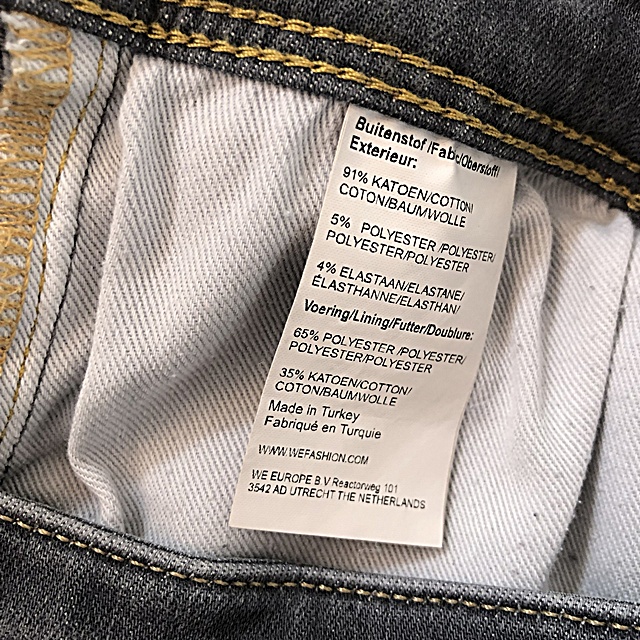 Buitenstof/Fabric/Oberstoff/
Exterieur:
91% KATOEN/COTTON/
COTON/BAUMWOLLE
5% POLYESTER /POLYESTER/
POLYESTER/POLYESTER
4% ELASTAAN/ELASTANE/
ÉLASTHANNE/ELASTHAN/
Voering/Lining/Futter/Doublure:
65% POLYESTER /POLYESTER/
POLYESTER/POLYESTER
35% KATOEN/COTTON/
COTON/BAUMWOLLE
Made in Turkey
Fabriqué en Turquie
WWW.WEFASHION.COM
WE EUROPE B.V. Reactorweg 101
3542 AD UTRECHT THE NETHERLANDS